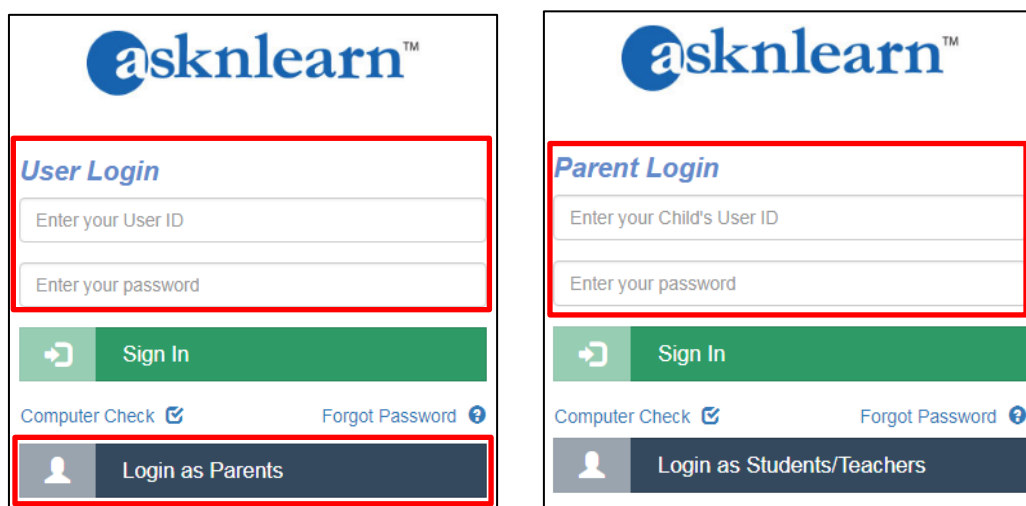 asknlearn™
User Login
Enter your User ID
Enter your password
Sign In
Computer Check
Forgot Password
Login as Parents
asknlearn™
Parent Login
Enter your Child's User ID
Enter your password
Sign In
Computer Check
Forgot Password
Login as Students/Teachers